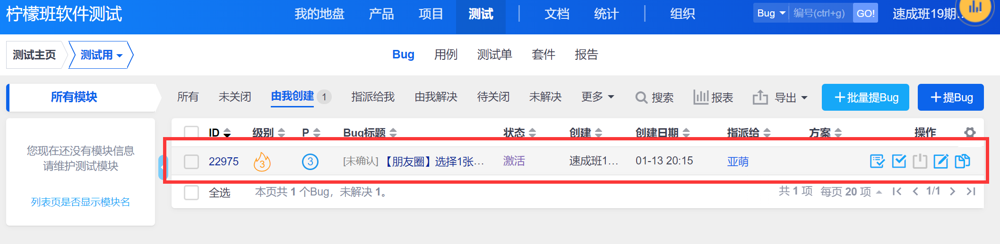 柠檬班软件测试 我的地盘 产品 项目 测试 文档 统计 组织 Bug 编号(ctrl+g) GO! 速成班19期..
测试主页 测试用 Bug 用例 测试单 套件 报告
所有模块 所有 未关闭 由我创建 1 指派给我 由我解决 待关闭 未解决 更多 搜索 报表 导出 +批量提Bug +提Bug
您现在还没有模块信息
请维护测试模块
列表页是否显示模块名
ID 级别 P Bug标题 状态 创建 创建日期 指派给 方案 操作
22975 3 3 [未确认] 【朋友圈】选择1张... 激活 速成班1... 01-13 20:15 亚萌
全选 本页共 1 个Bug，未解决 1。 共 1 项 每页 20 项 1/1